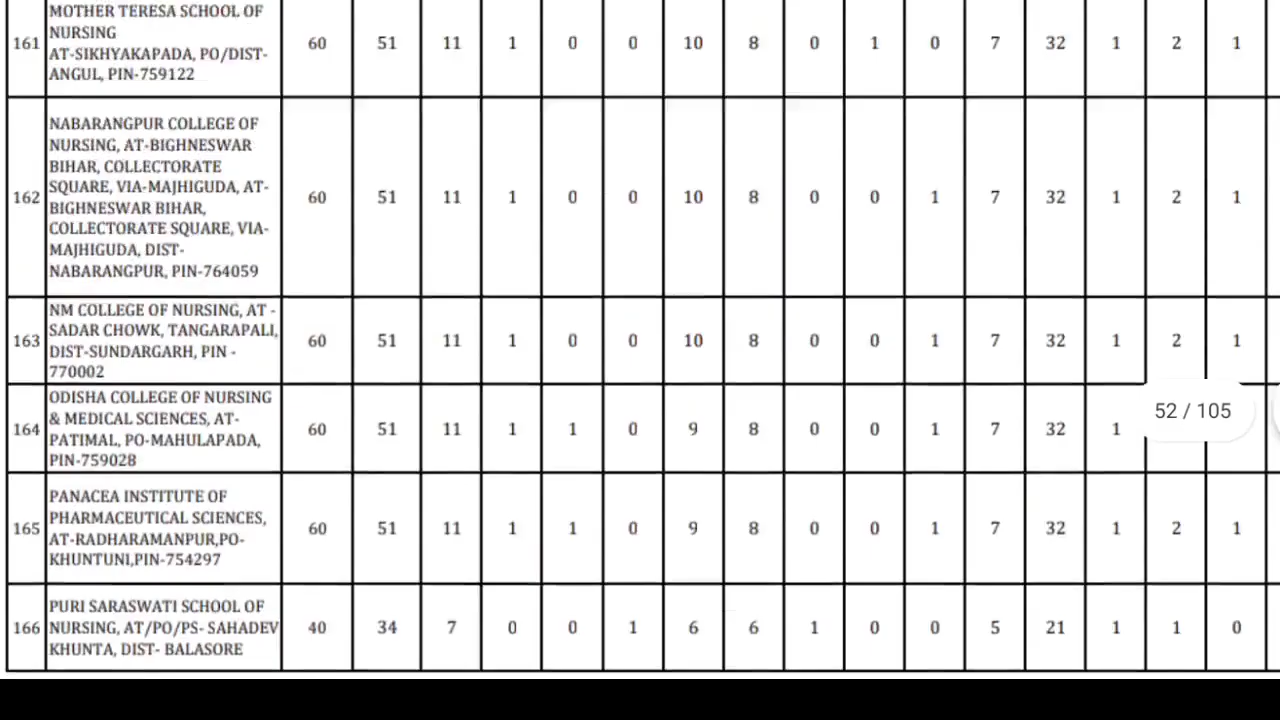 161 MOTHER TERESA SCHOOL OF
NURSING
AT-SIKHYAKAPADA, PO/DIST-
ANGUL, PIN-759122 60 51 11 1 0 0 10 8 0 1 0 7 32 1 2 1
162 NABARANGPUR COLLEGE OF
NURSING, AT-BIGHNESWAR
BIHAR, COLLECTORATE
SQUARE, VIA-MAJHIGUDA, AT-
BIGHNESWAR BIHAR,
COLLECTORATE SQUARE, VIA-
MAJHIGUDA, DIST-
NABARANGPUR, PIN-764059 60 51 11 1 0 0 10 8 0 0 1 7 32 1 2 1
163 NM COLLEGE OF NURSING, AT -
SADAR CHOWK, TANGARAPALI,
DIST-SUNDARGARH, PIN -
770002 60 51 11 1 0 0 10 8 0 0 1 7 32 1 2 1
164 ODISHA COLLEGE OF NURSING
& MEDICAL SCIENCES, AT-
PATIMAL, PO-MAHULAPADA,
PIN-759028 60 51 11 1 1 0 9 8 0 0 1 7 32 1
52 / 105
165 PANACEA INSTITUTE OF
PHARMACEUTICAL SCIENCES,
AT-RADHARAMANPUR,PO-
KHUNTUNI,PIN-754297 60 51 11 1 1 0 9 8 0 0 1 7 32 1 2 1
166 PURI SARASWATI SCHOOL OF
NURSING, AT/PO/PS- SAHADEV
KHUNTA, DIST- BALASORE 40 34 7 0 0 1 6 6 1 0 0 5 21 1 1 0